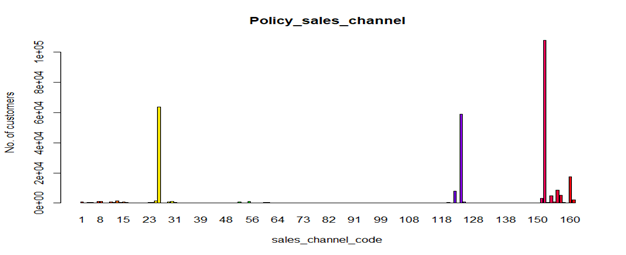 Policy_sales_channel
No. of customers
1e+05
8e+04
6e+04
4e+04
2e+04
0e+00
1 8 15 23 31 39 48 56 64 73 82 91 99 108 118 128 138 150 160
sales_channel_code